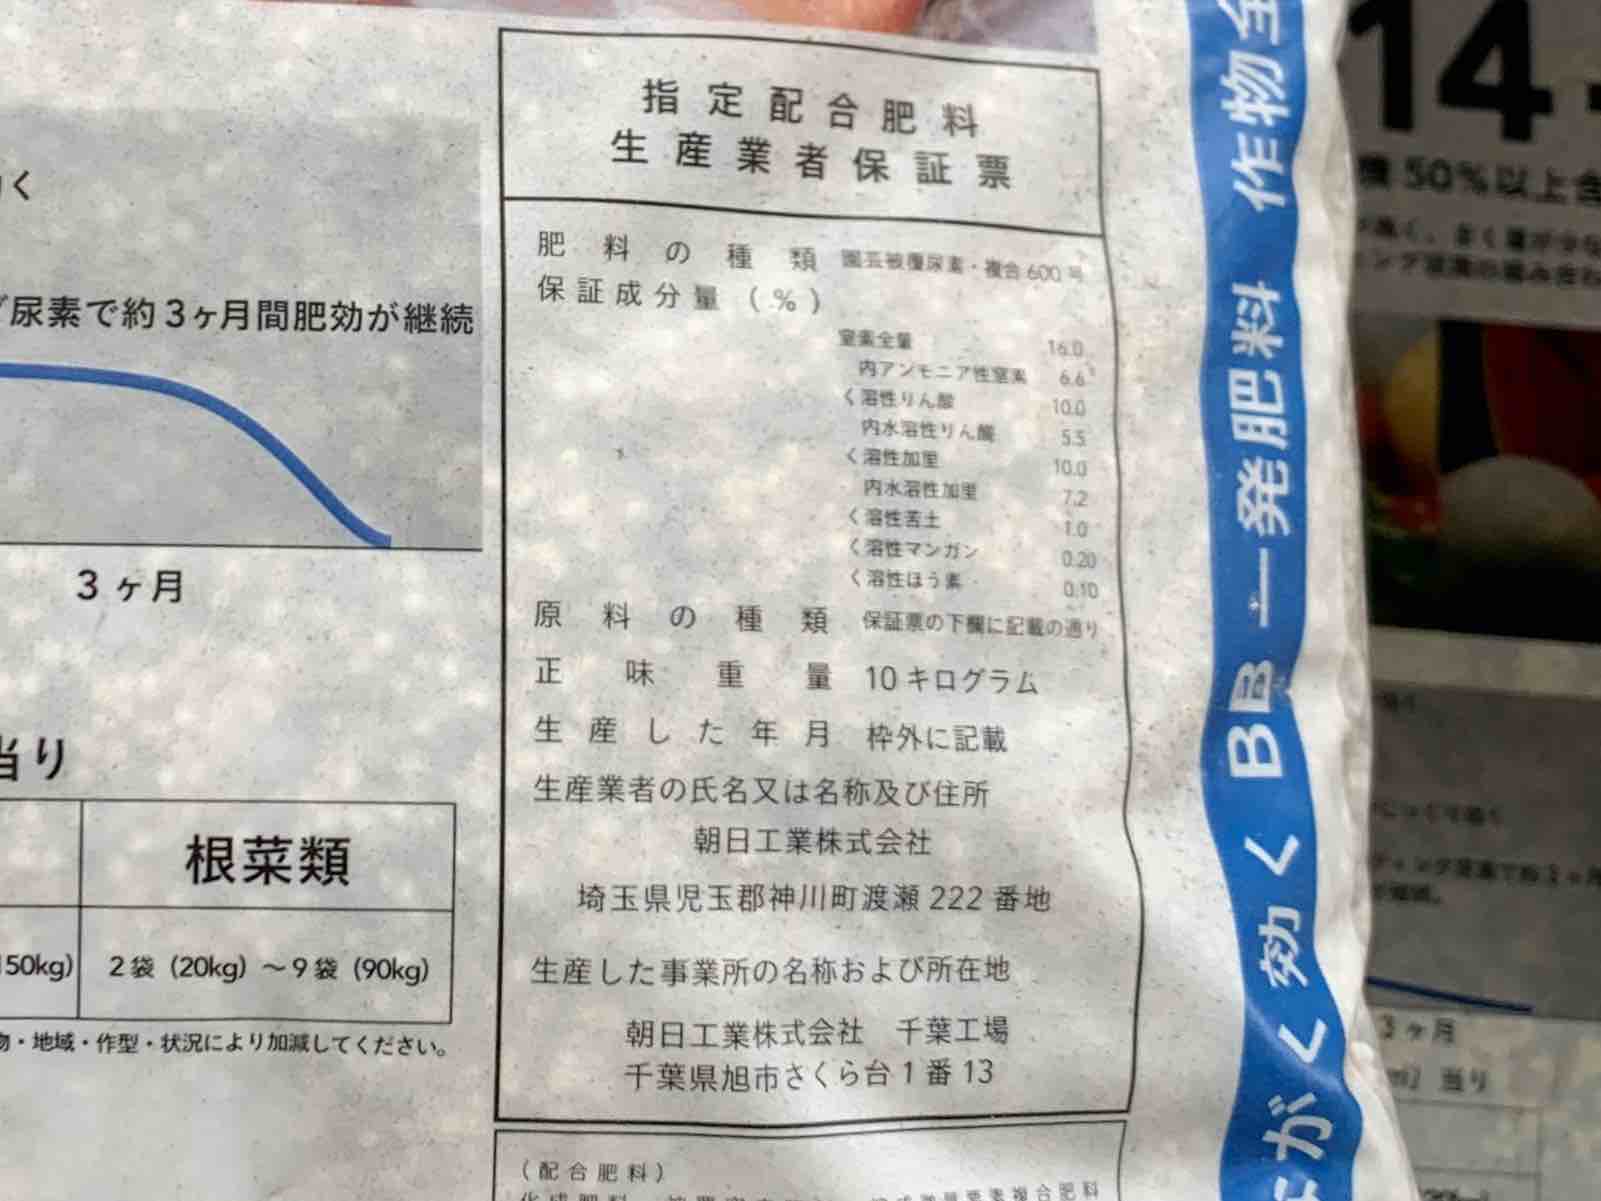 指定配合肥料
生産業者保証票
肥料の種類 園芸被覆尿素・複合600号
保証成分量(%)
窒素全量 16.0
内アンモニア性窒素 6.6
く溶性りん酸 10.0
内水溶性りん酸 5.5
く溶性加里 10.0
内水溶性加里 7.2
く溶性苦土 1.0
く溶性マンガン 0.20
く溶性ほう素 0.10
原料の種類 保証票の下欄に記載の通り
正味重量 10キログラム
生産した年月 枠外に記載
生産業者の氏名又は名称及び住所
朝日工業株式会社
埼玉県児玉郡神川町渡瀬222番地
生産した事業所の名称および所在地
朝日工業株式会社 千葉工場
千葉県旭市さくら台1番13
(配合肥料)
く
尿素で約3ヶ月間肥効が継続
3ヶ月
当り
根菜類
50kg) 2袋(20kg)～9袋(90kg)
物・地域・作型・状況により加減してください。
がく効くBB一発肥料 作物全
14-
50%以上含
3ヶ月
当り